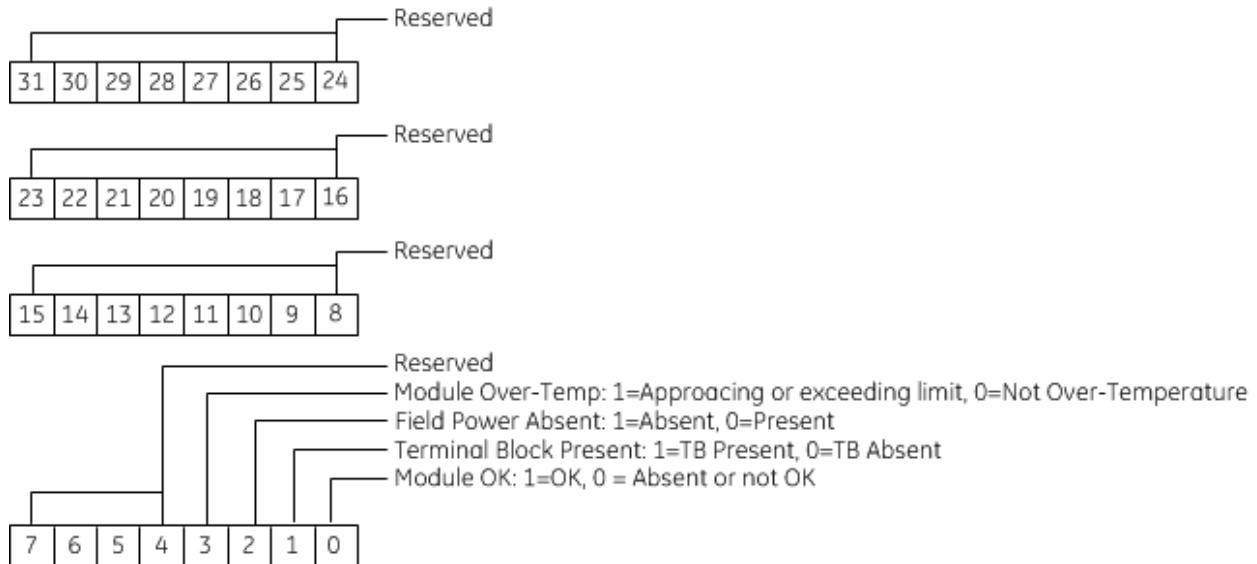 Reserved
31 30 29 28 27 26 25 24
Reserved
23 22 21 20 19 18 17 16
Reserved
15 14 13 12 11 10 9 8
Reserved
Module Over-Temp: 1=Approacing or exceeding limit, 0=Not Over-Temperature
Field Power Absent: 1=Absent, 0=Present
Terminal Block Present: 1=TB Present, 0=TB Absent
Module OK: 1=OK, 0 = Absent or not OK
7 6 5 4 3 2 1 0